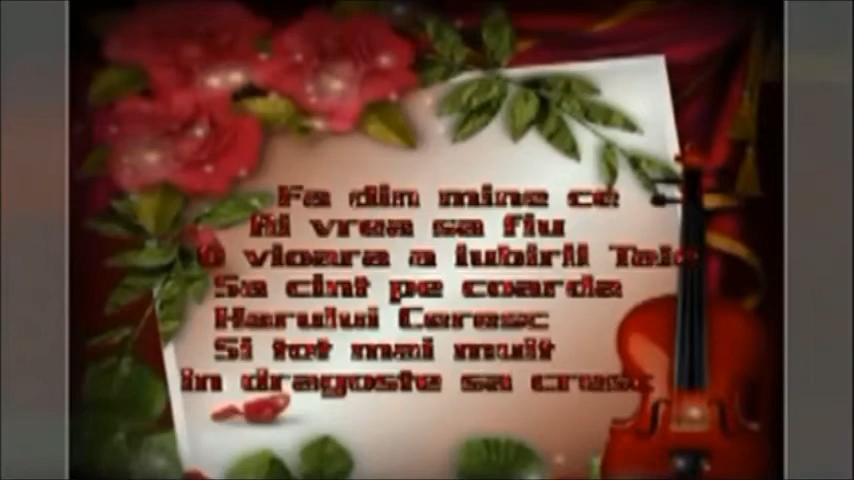 Fa din mine ce
Ai vrea sa fiu
O vioara a iubirii Tale
Sa cint pe coarda
Harului Ceresc
Si tot mai mult
In dragoste sa cresc